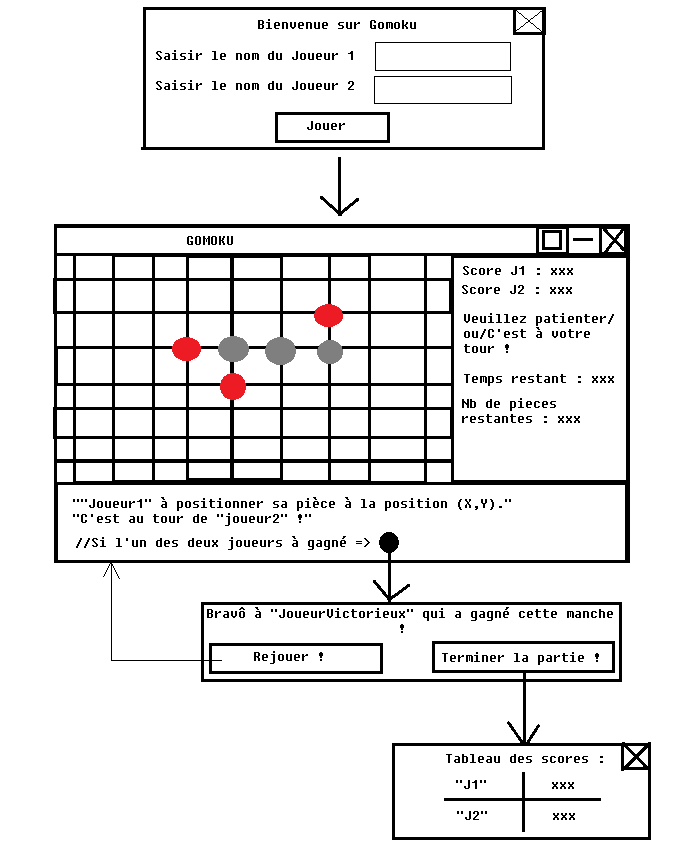 Bienvenue sur Gomoku
Saisir le nom du Joueur 1
Saisir le nom du Joueur 2
Jouer
GOMOKU
Score J1 : xxx
Score J2 : xxx
Veuillez patienter/
ou/C'est à votre
tour !
Temps restant : xxx
Nb de pieces
restantes : xxx
""Joueur1" à positionner sa pièce à la position (X,Y)."
"C'est au tour de "joueur2" !"
//Si l'un des deux joueurs à gagné =>
Bravô à "JoueurVictorieux" qui a gagné cette manche
!
Rejouer !
Terminer la partie !
Tableau des scores :
"J1" xxx
"J2" xxx